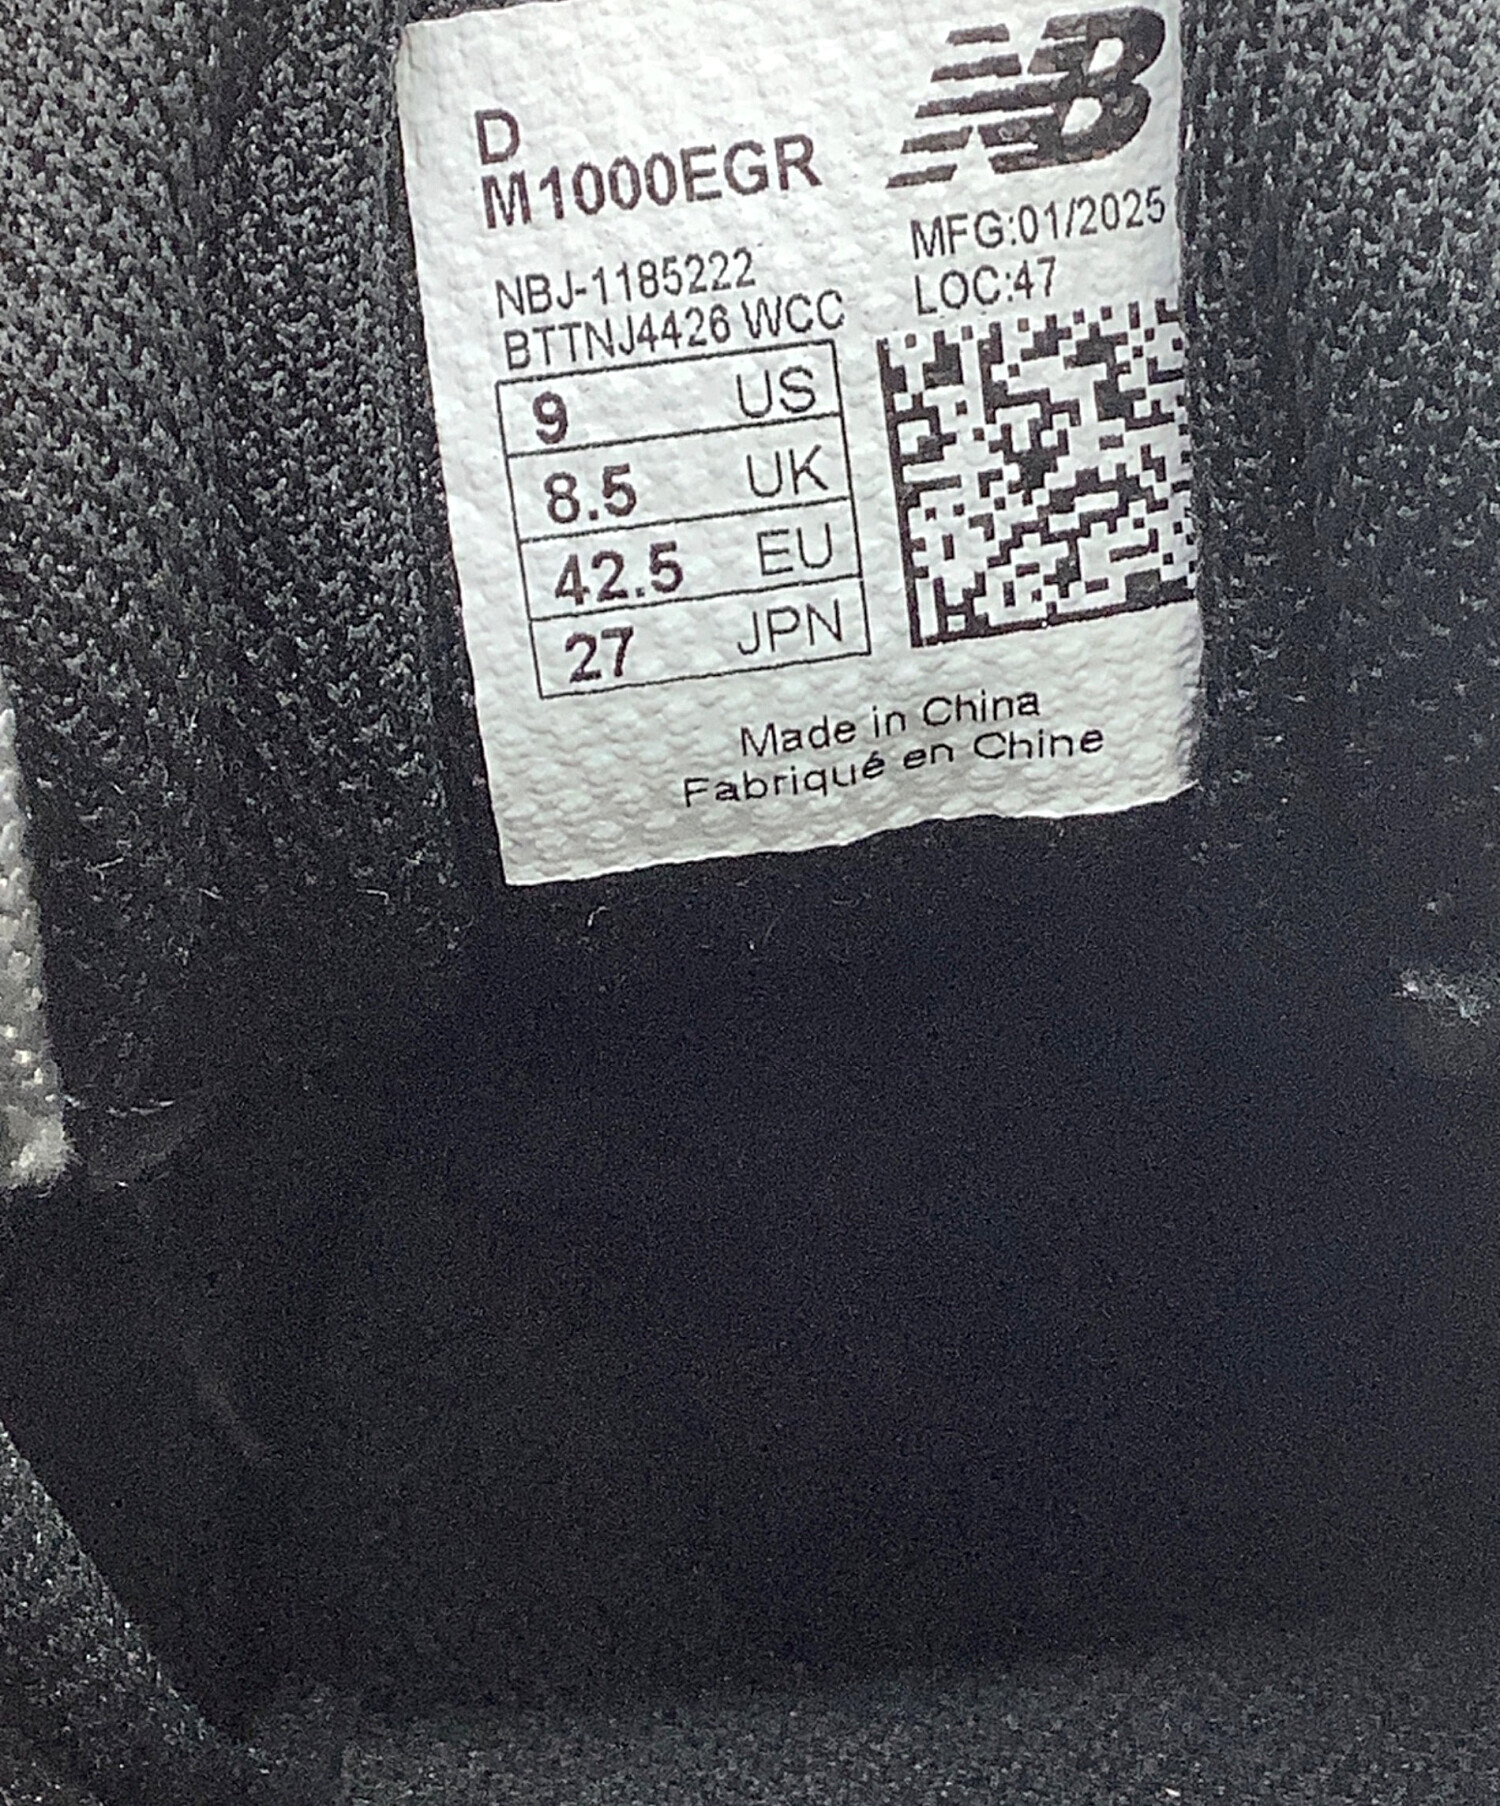 NB
D
M1000EGR
MFG:01/2025
LOC:47
NBJ-1185222
BTTNJ4426 WCC
9 US
8.5 UK
42.5 EU
27 JPN
Made in China
Fabriqué en Chine